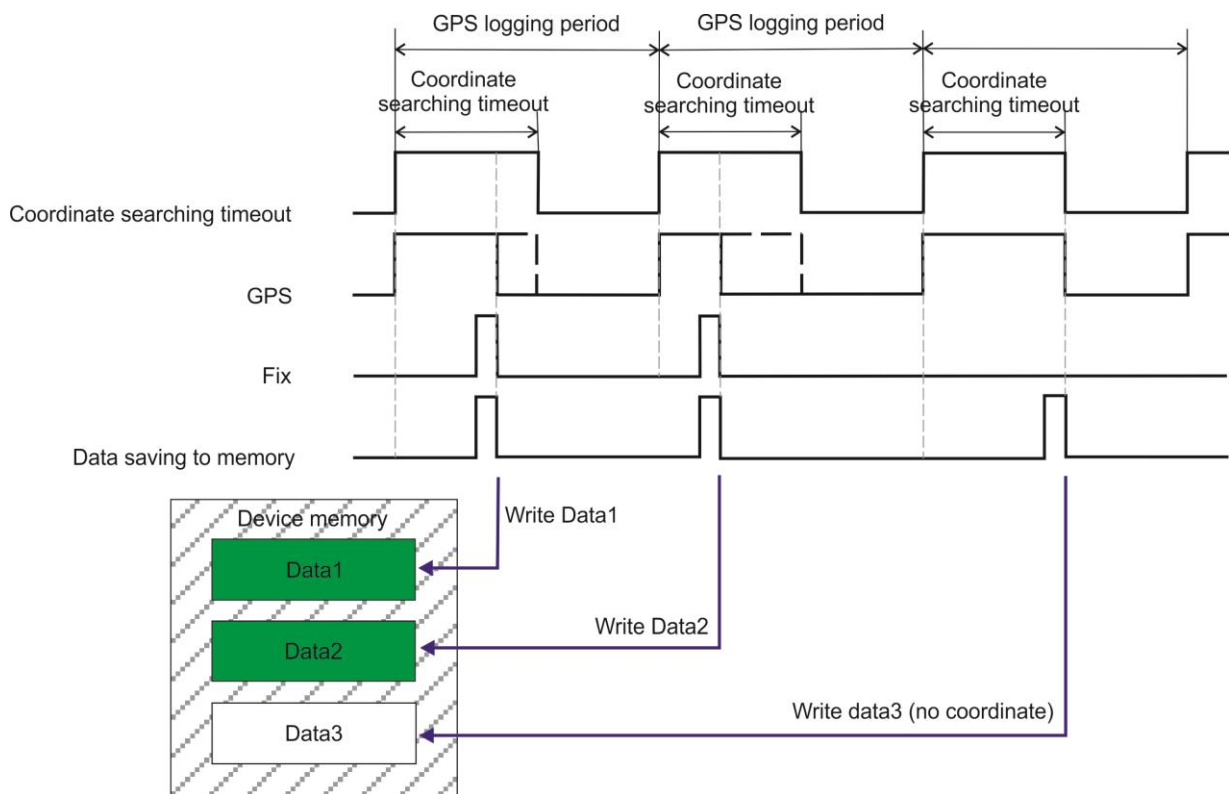 GPS logging period
GPS logging period
Coordinate
searching timeout
Coordinate
searching timeout
Coordinate
searching timeout
Coordinate searching timeout
GPS
Fix
Data saving to memory
Device memory
Write Data1
Data1
Write Data2
Data2
Write data3 (no coordinate)
Data3